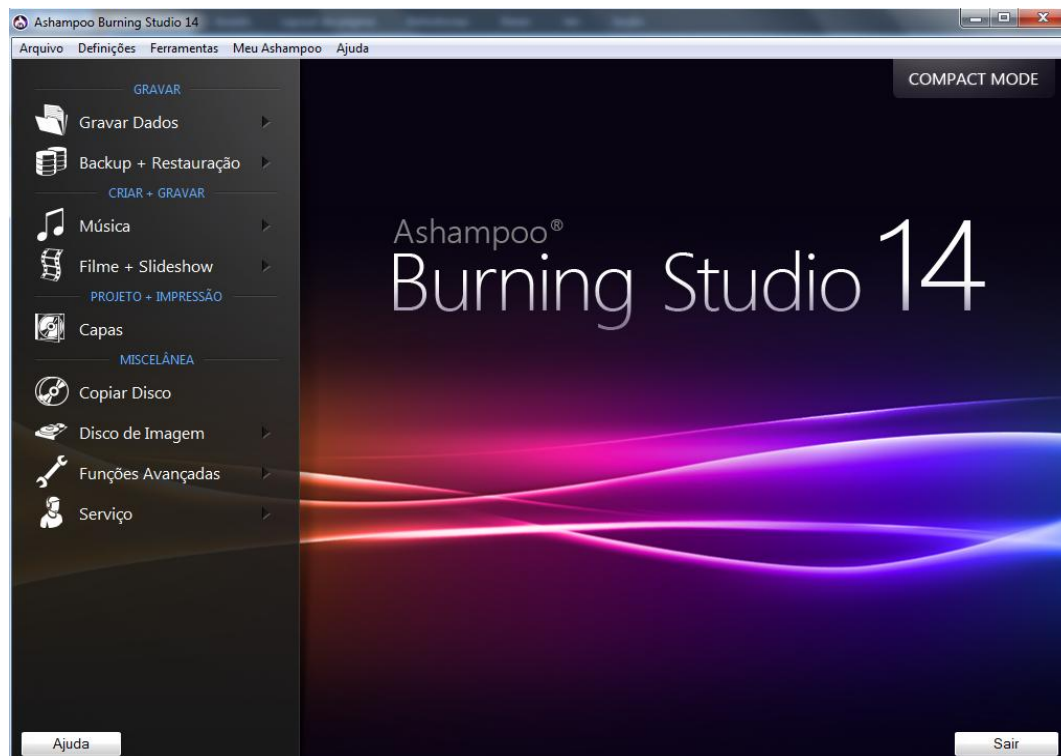 Ashampoo Burning Studio 14
Arquivo Definições Ferramentas Meu Ashampoo Ajuda
COMPACT MODE
GRAVAR
Gravar Dados
Backup + Restauração
CRIAR + GRAVAR
Música
Filme + Slideshow
PROJETO + IMPRESSÃO
Capas
MISCELÂNEA
Copiar Disco
Disco de Imagem
Funções Avançadas
Serviço
Ashampoo®
Burning Studio 14
Ajuda
Sair